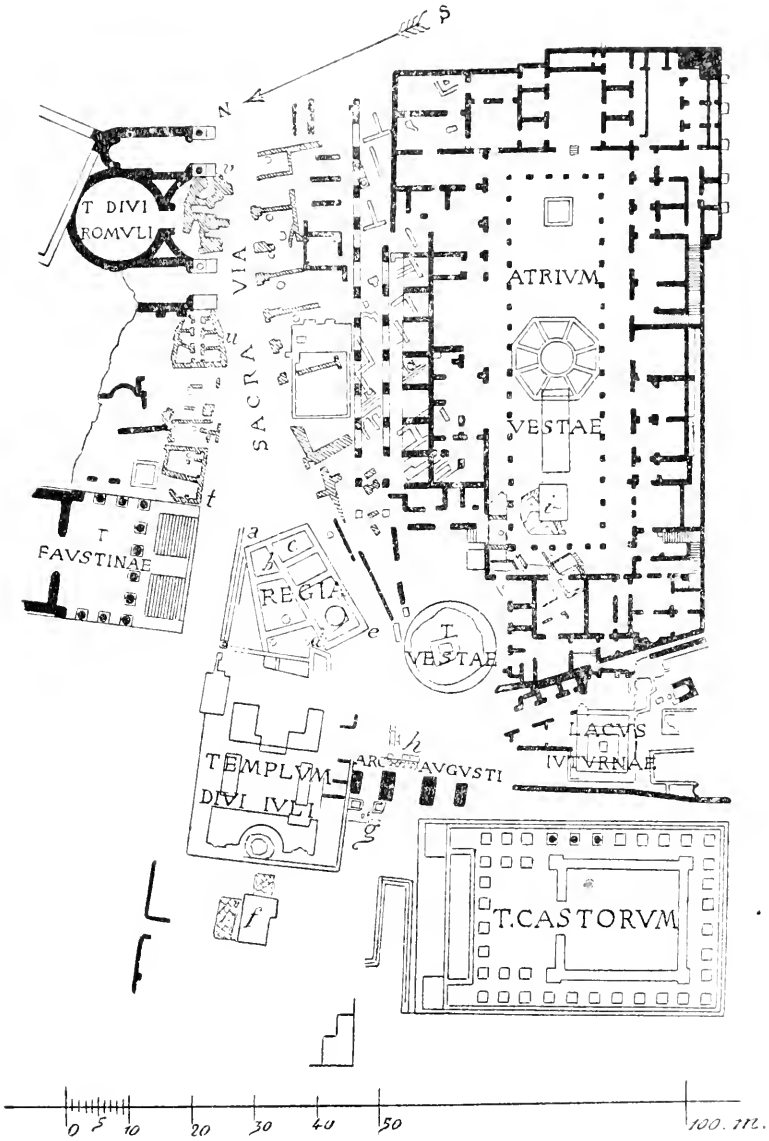 S
N
v
T DIVI
ROMVLI
VIA
SACRA
ATRIVM
VESTAE
u
t
T
FAVSTINAE
a
b
c
REGIA
d
e
i
T.
VESTAE
h
LACVS
IVTVRNAE
ARC AVGVSTI
TEMPLVM
DIVI IVLI
g
f
T. CASTORVM
0 5 10 20 30 40 50 100. m.